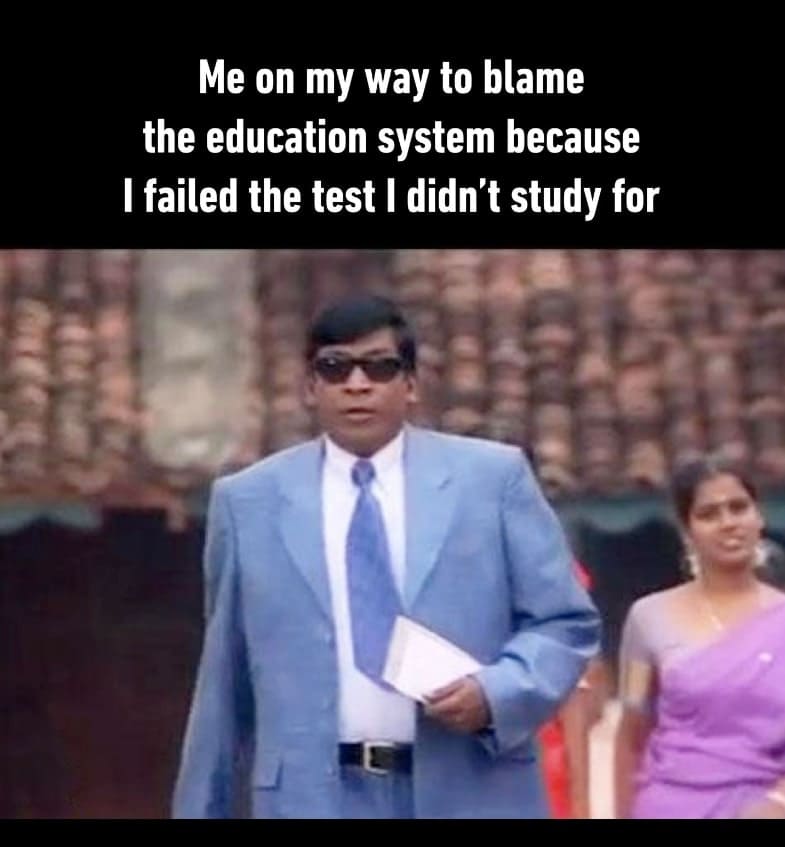 Me on my way to blame
the education system because
I failed the test I didn’t study for